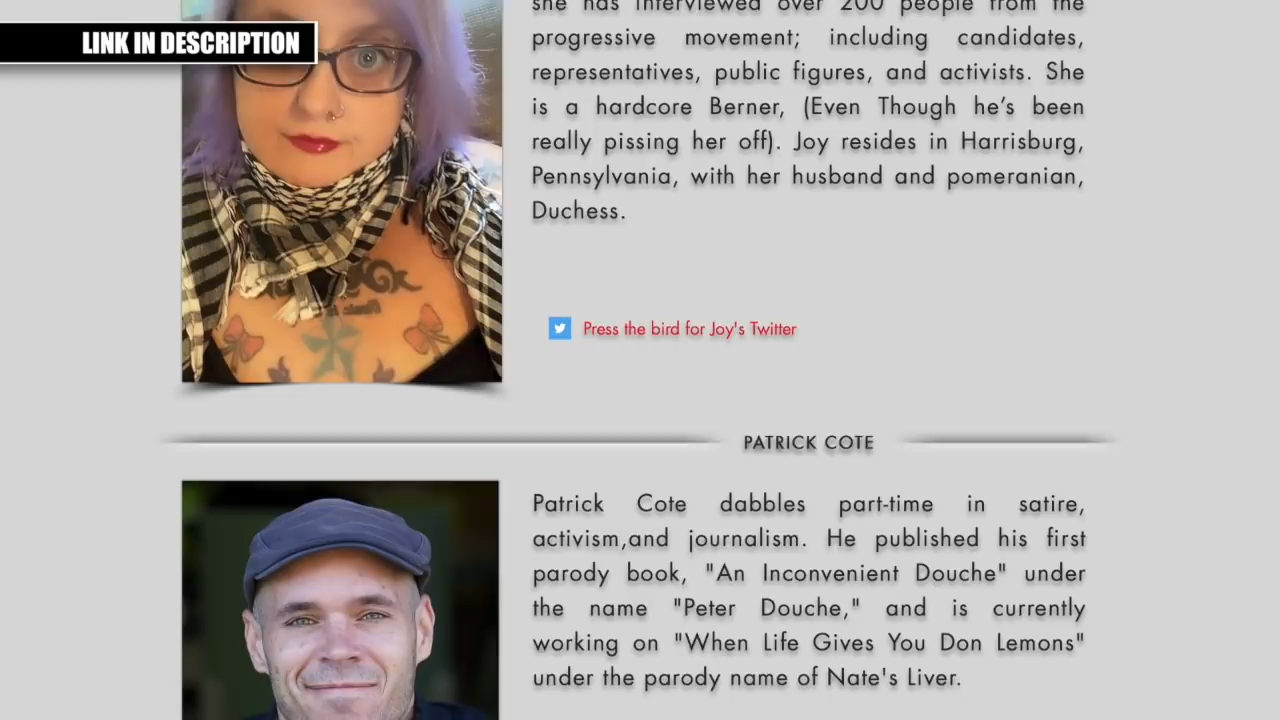 LINK IN DESCRIPTION
she has interviewed over 200 people from the
progressive movement; including candidates,
representatives, public figures, and activists. She
is a hardcore Berner, (Even Though he's been
really pissing her off). Joy resides in Harrisburg,
Pennsylvania, with her husband and pomeranian,
Duchess.
Press the bird for Joy's Twitter
PATRICK COTE
Patrick Cote dabbles part-time in satire,
activism,and journalism. He published his first
parody book, "An Inconvenient Douche" under
the name "Peter Douche," and is currently
working on "When Life Gives You Don Lemons"
under the parody name of Nate's Liver.